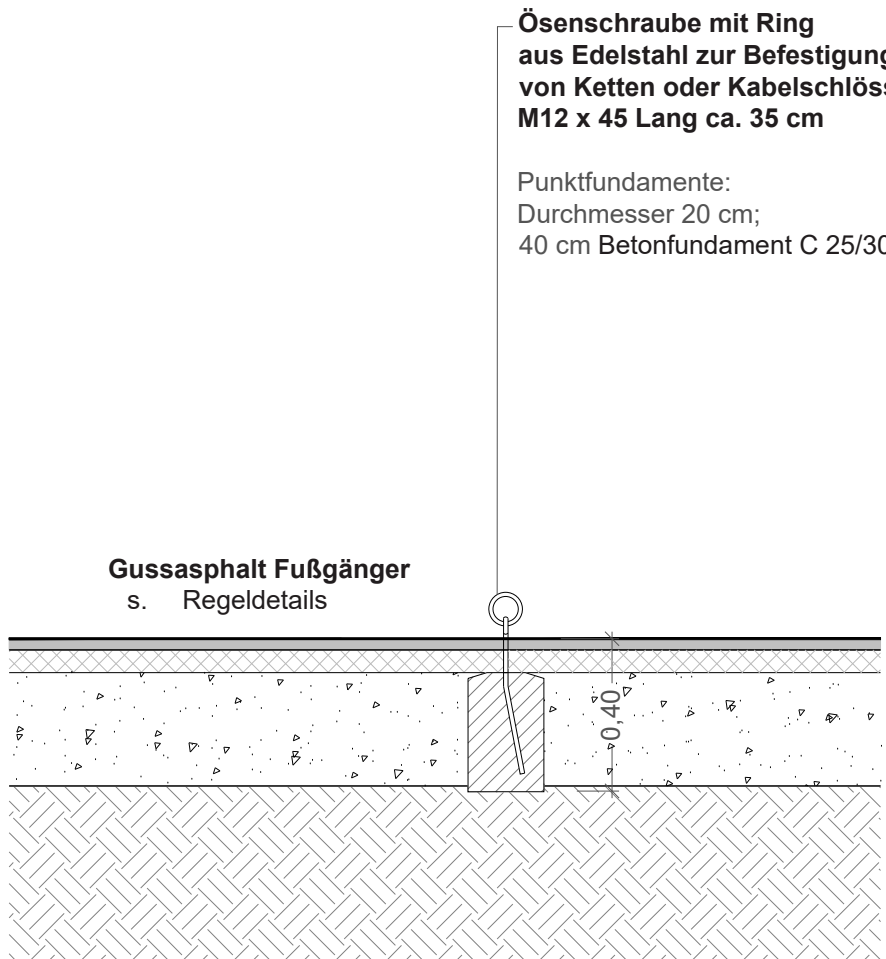 Ösenschraube mit Ring
aus Edelstahl zur Befestigung
von Ketten oder Kabelschlöss
M12 x 45 Lang ca. 35 cm
Punktfundamente:
Durchmesser 20 cm;
40 cm Betonfundament C 25/30
Gussasphalt Fußgänger
s. Regeldetails
0,40